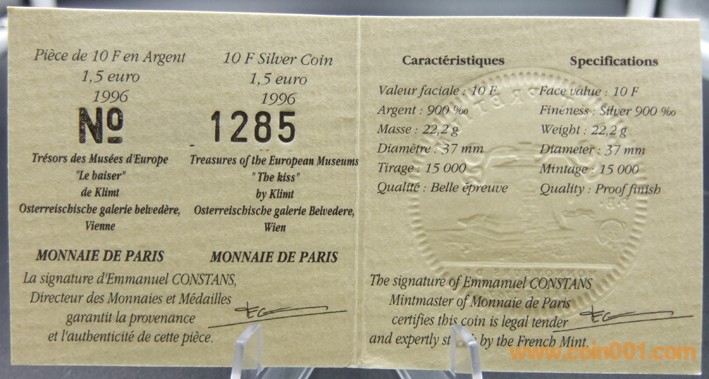 Pièce de 10 F en Argent
1,5 euro
1996
10 F Silver Coin
1,5 euro
1996
Nº 1285
Trésors des Musées d'Europe
"Le baiser"
de Klimt
Osterreischische galerie belvedère,
Vienne
Treasures of the European Museums
"The kiss"
by Klimt
Osterreischische galerie Belvedere,
Wien
MONNAIE DE PARIS
MONNAIE DE PARIS
La signature d'Emmanuel CONSTANS,
Directeur des Monnaies et Médailles
garantit la provenance
et l'authenticité de cette pièce.
Caractéristiques
Valeur faciale : 10 F
Argent : 900 ‰
Masse : 22,2 g
Diamètre : 37 mm
Tirage : 15 000
Qualité : Belle épreuve
Specifications
Face value : 10 F
Fineness : Silver 900 ‰
Weight : 22,2 g
Diameter : 37 mm
Mintage : 15 000
Quality : Proof finish
The signature of Emmanuel CONSTANS
Mintmaster of Monnaie de Paris
certifies this coin is legal tender
and expertly by the French Mint.
www.coin001.com